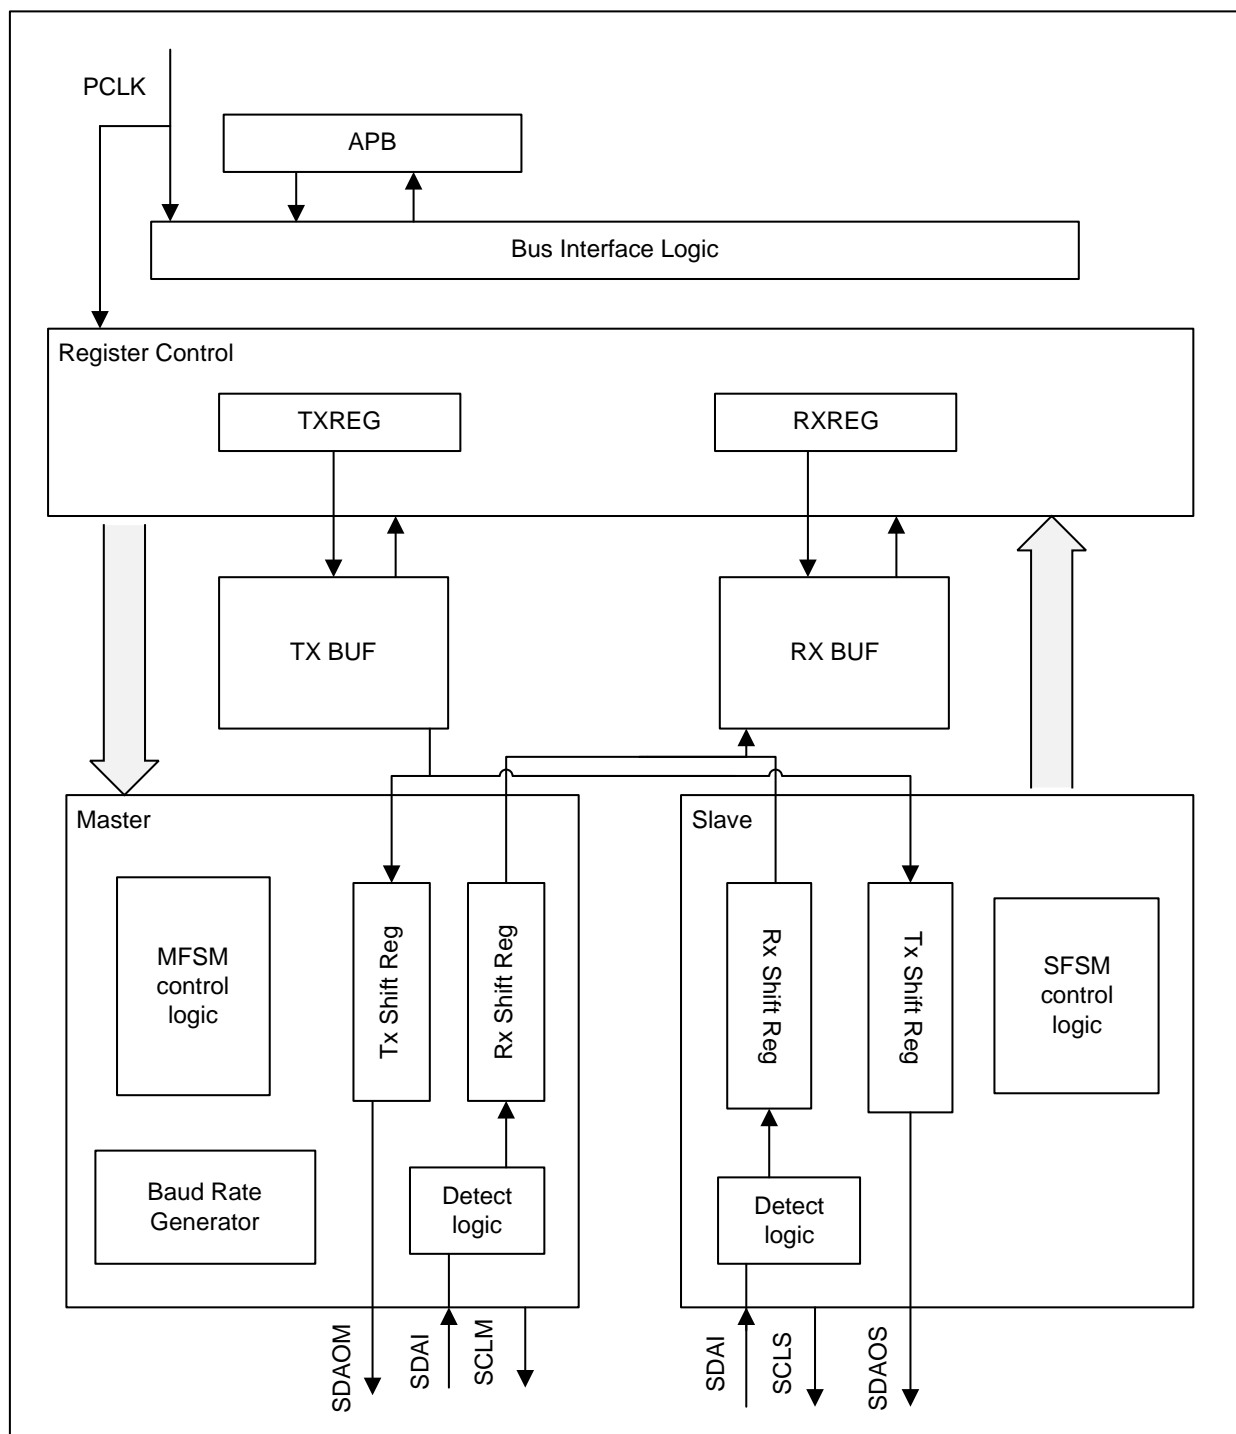 PCLK
APB
Bus Interface Logic
Register Control
TXREG
RXREG
TX BUF
RX BUF
Master
Slave
MFSM
control
logic
Tx Shift Reg
Rx Shift Reg
Rx Shift Reg
Tx Shift Reg
SFSM
control
logic
Baud Rate
Generator
Detect
logic
Detect
logic
SDAOM
SDAI
SCLM
SDAI
SCLS
SDAOS